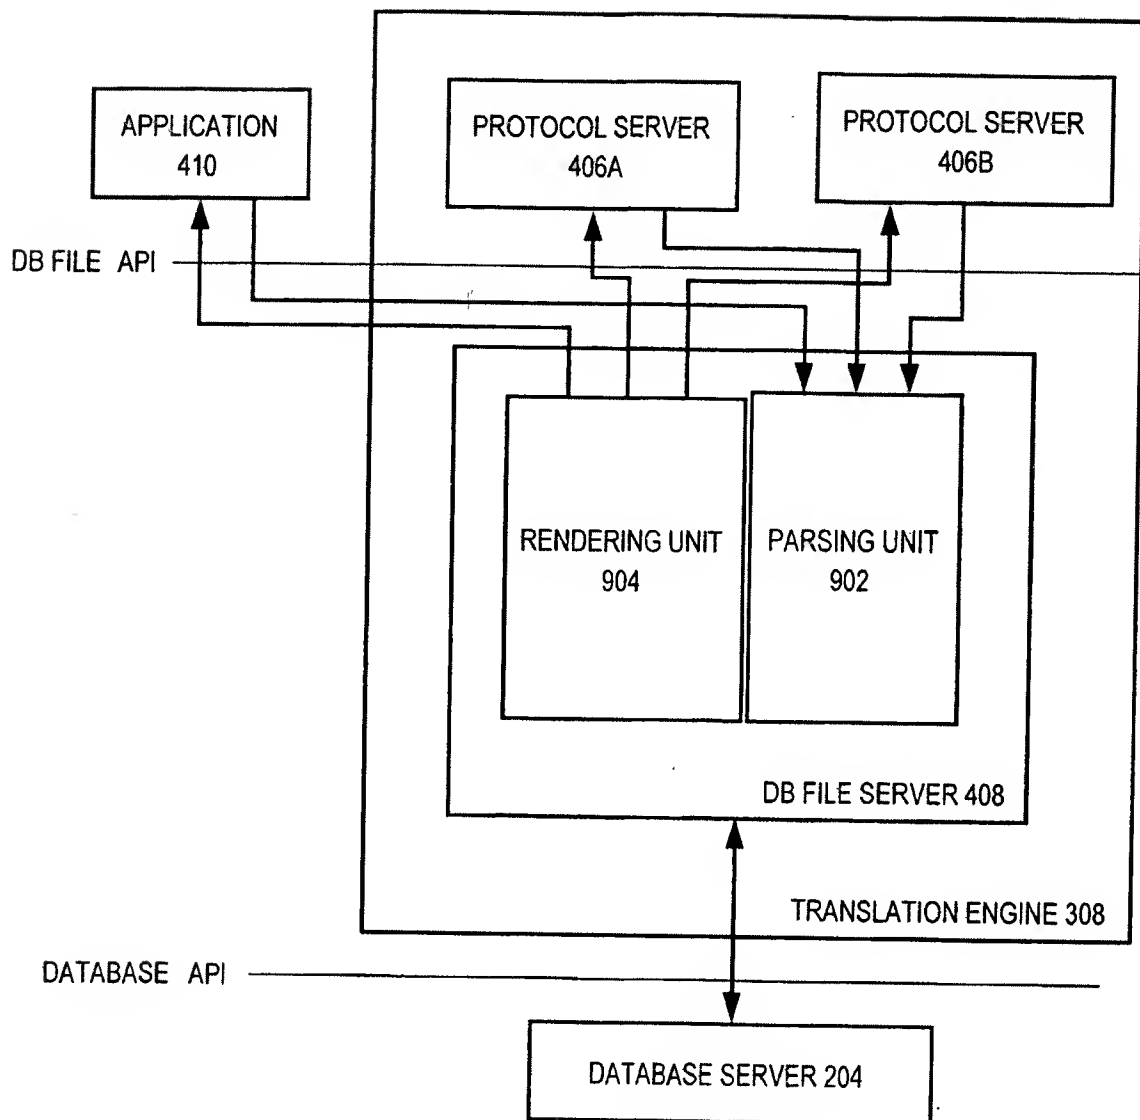 APPLICATION
410
PROTOCOL SERVER
406A
PROTOCOL SERVER
406B
DB FILE API
RENDERING UNIT
904
PARSING UNIT
902
DB FILE SERVER 408
TRANSLATION ENGINE 308
DATABASE API
DATABASE SERVER 204